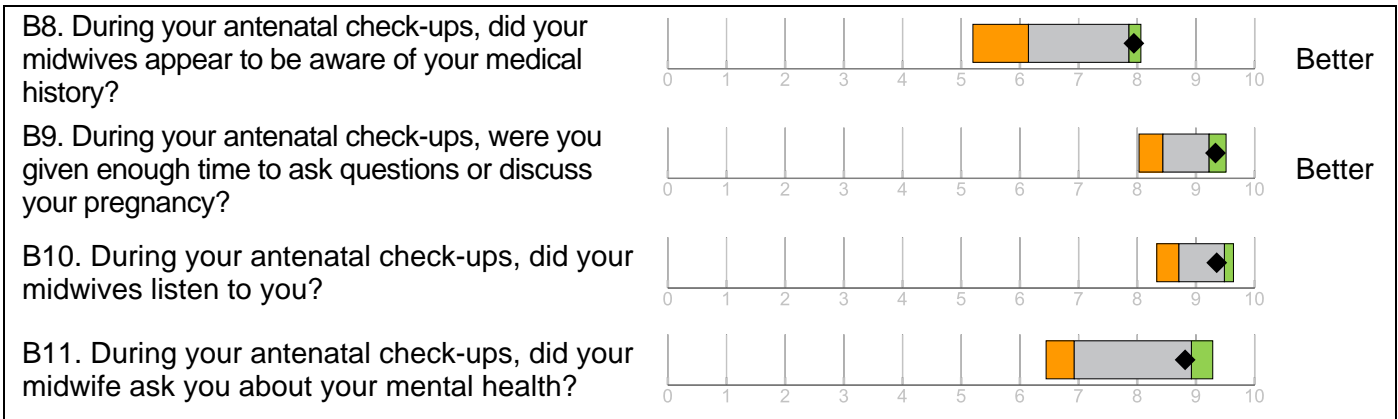 B8. During your antenatal check-ups, did your
midwives appear to be aware of your medical
history?
0 1 2 3 4 5 6 7 8 9 10
Better
B9. During your antenatal check-ups, were you
given enough time to ask questions or discuss
your pregnancy?
0 1 2 3 4 5 6 7 8 9 10
Better
B10. During your antenatal check-ups, did your
midwives listen to you?
0 1 2 3 4 5 6 7 8 9 10
B11. During your antenatal check-ups, did your
midwife ask you about your mental health?
0 1 2 3 4 5 6 7 8 9 10